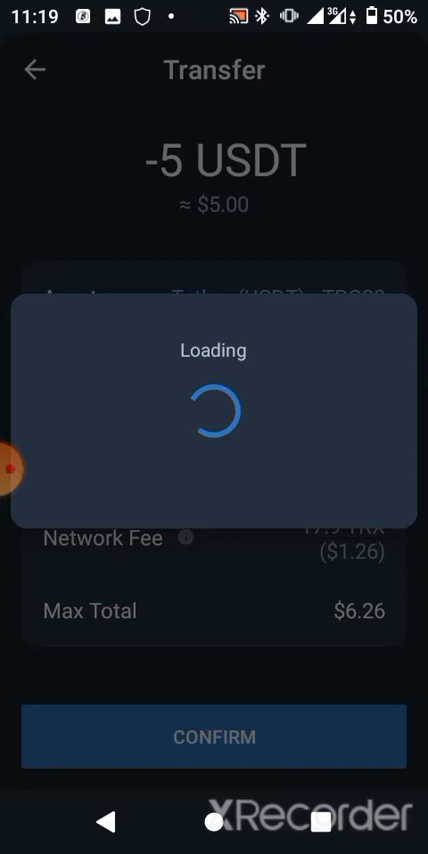 11:19 3G 50%
Transfer
-5 USDT
≈ $5.00
Loading
Network Fee
($1.26)
Max Total $6.26
CONFIRM
XRecorder